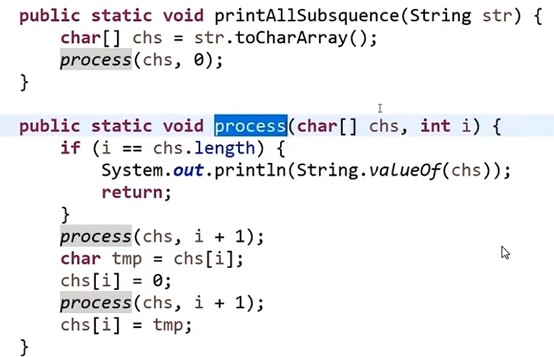 public static void printAllSubsquence(String str) {
char[] chs = str.toCharArray();
process(chs, 0);
}
public static void process(char[] chs, int i) {
if (i == chs.length) {
System.out.println(String.valueOf(chs));
return;
}
process(chs, i + 1);
char tmp = chs[i];
chs[i] = 0;
process(chs, i + 1);
chs[i] = tmp;
}